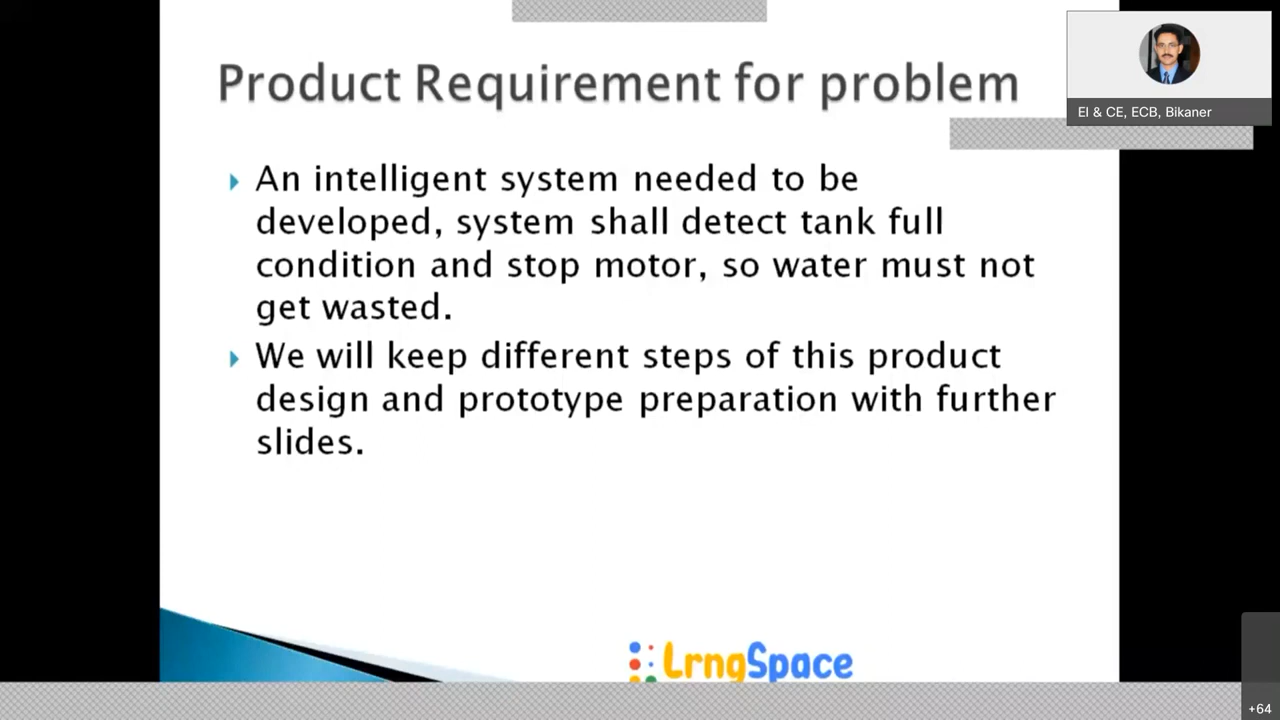 Product Requirement for problem
El & CE, ECB, Bikaner
An intelligent system needed to be
developed, system shall detect tank full
condition and stop motor, so water must not
get wasted.
We will keep different steps of this product
design and prototype preparation with further
slides.
LrngSpace
+64